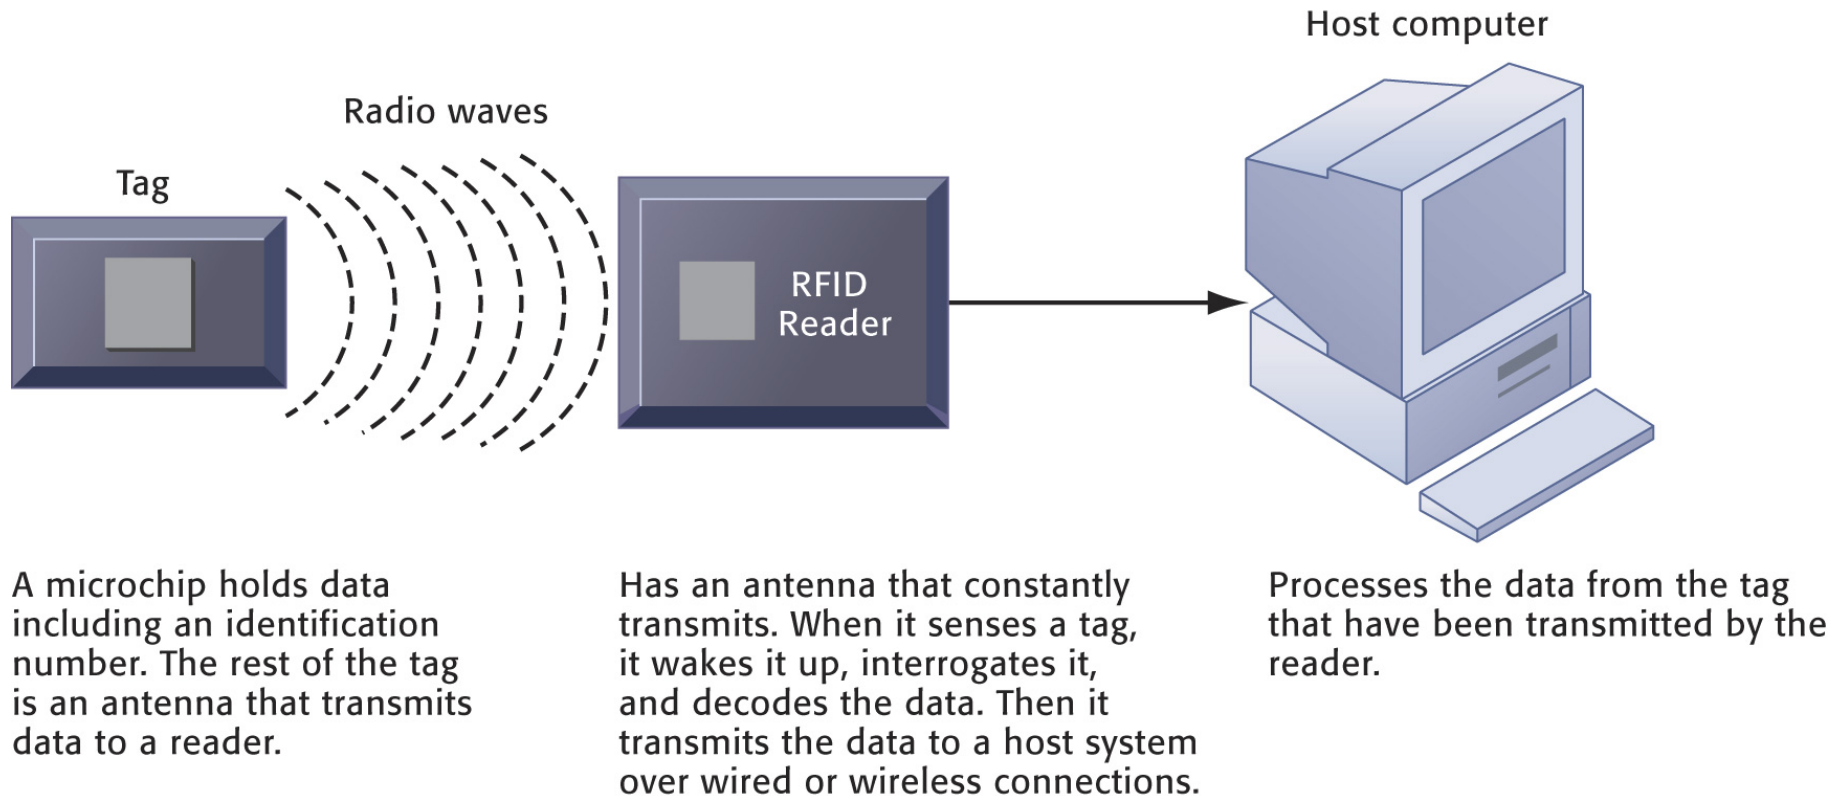 Host computer
Radio waves
Tag
RFID
Reader
A microchip holds data
including an identification
number. The rest of the tag
is an antenna that transmits
data to a reader.
Has an antenna that constantly
transmits. When it senses a tag,
it wakes it up, interrogates it,
and decodes the data. Then it
transmits the data to a host system
over wired or wireless connections.
Processes the data from the tag
that have been transmitted by the
reader.